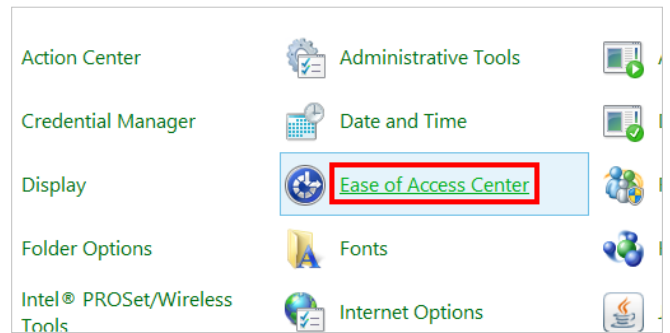 Action Center
Administrative Tools
Credential Manager
Date and Time
Display
Ease of Access Center
Folder Options
Fonts
Intel® PROSet/Wireless
Tools
Internet Options